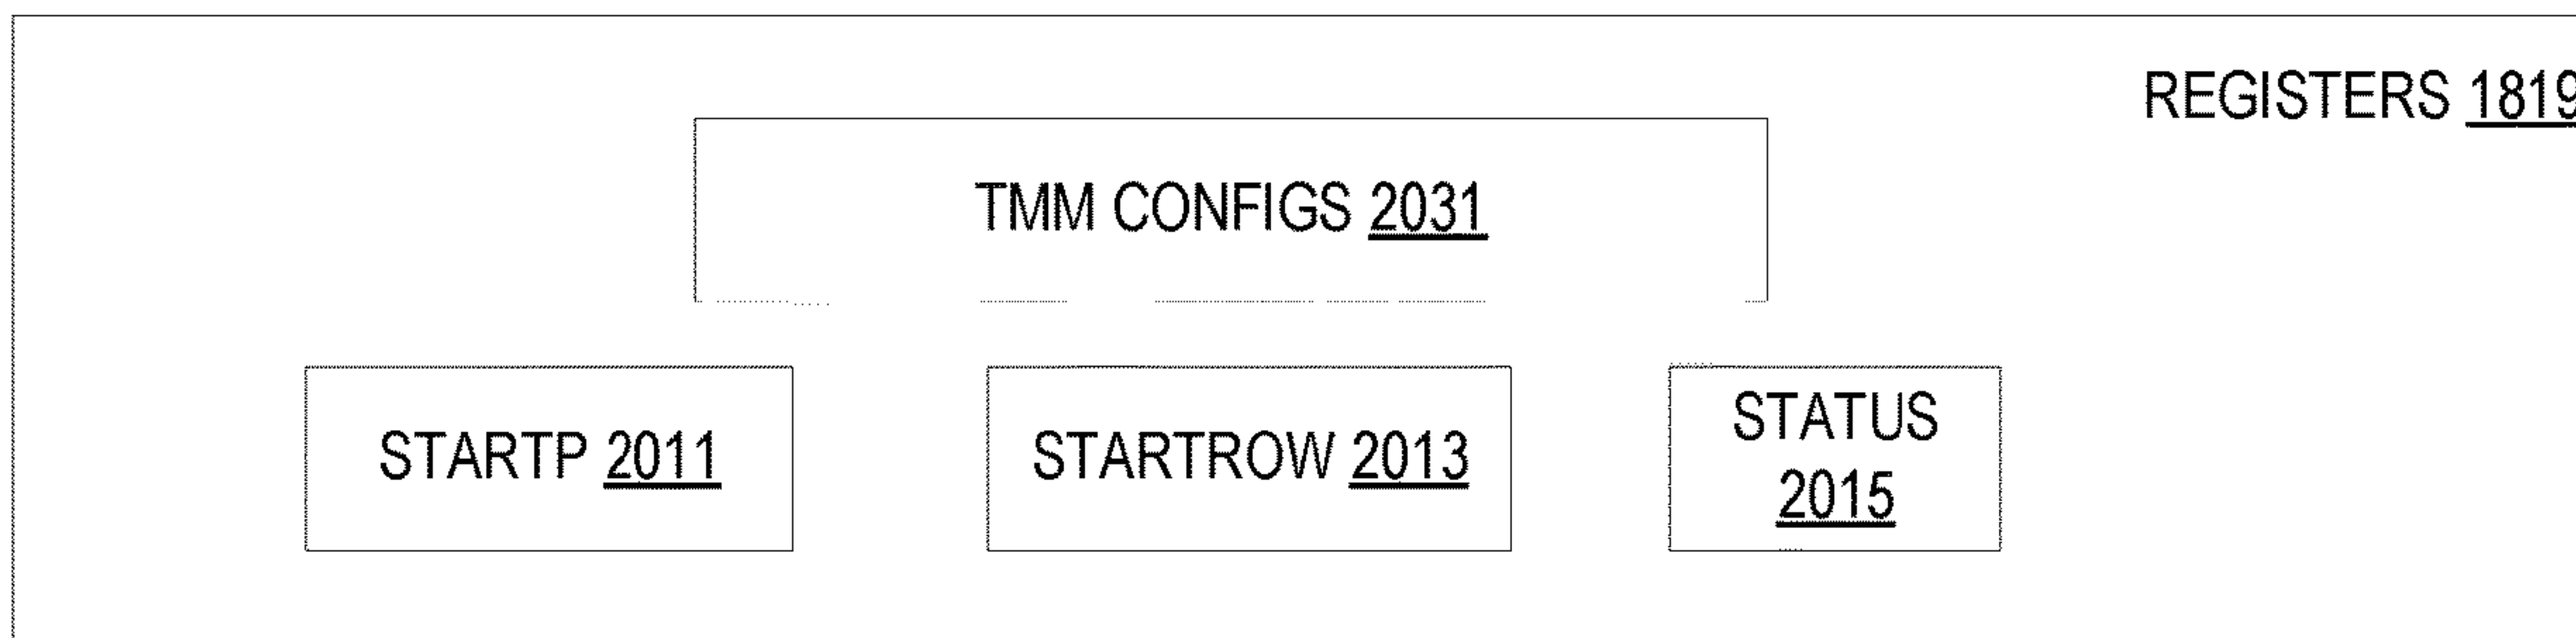 REGISTERS 1819
TMM CONFIGS 2031
STARTP 2011
STARTROW 2013
STATUS
2015